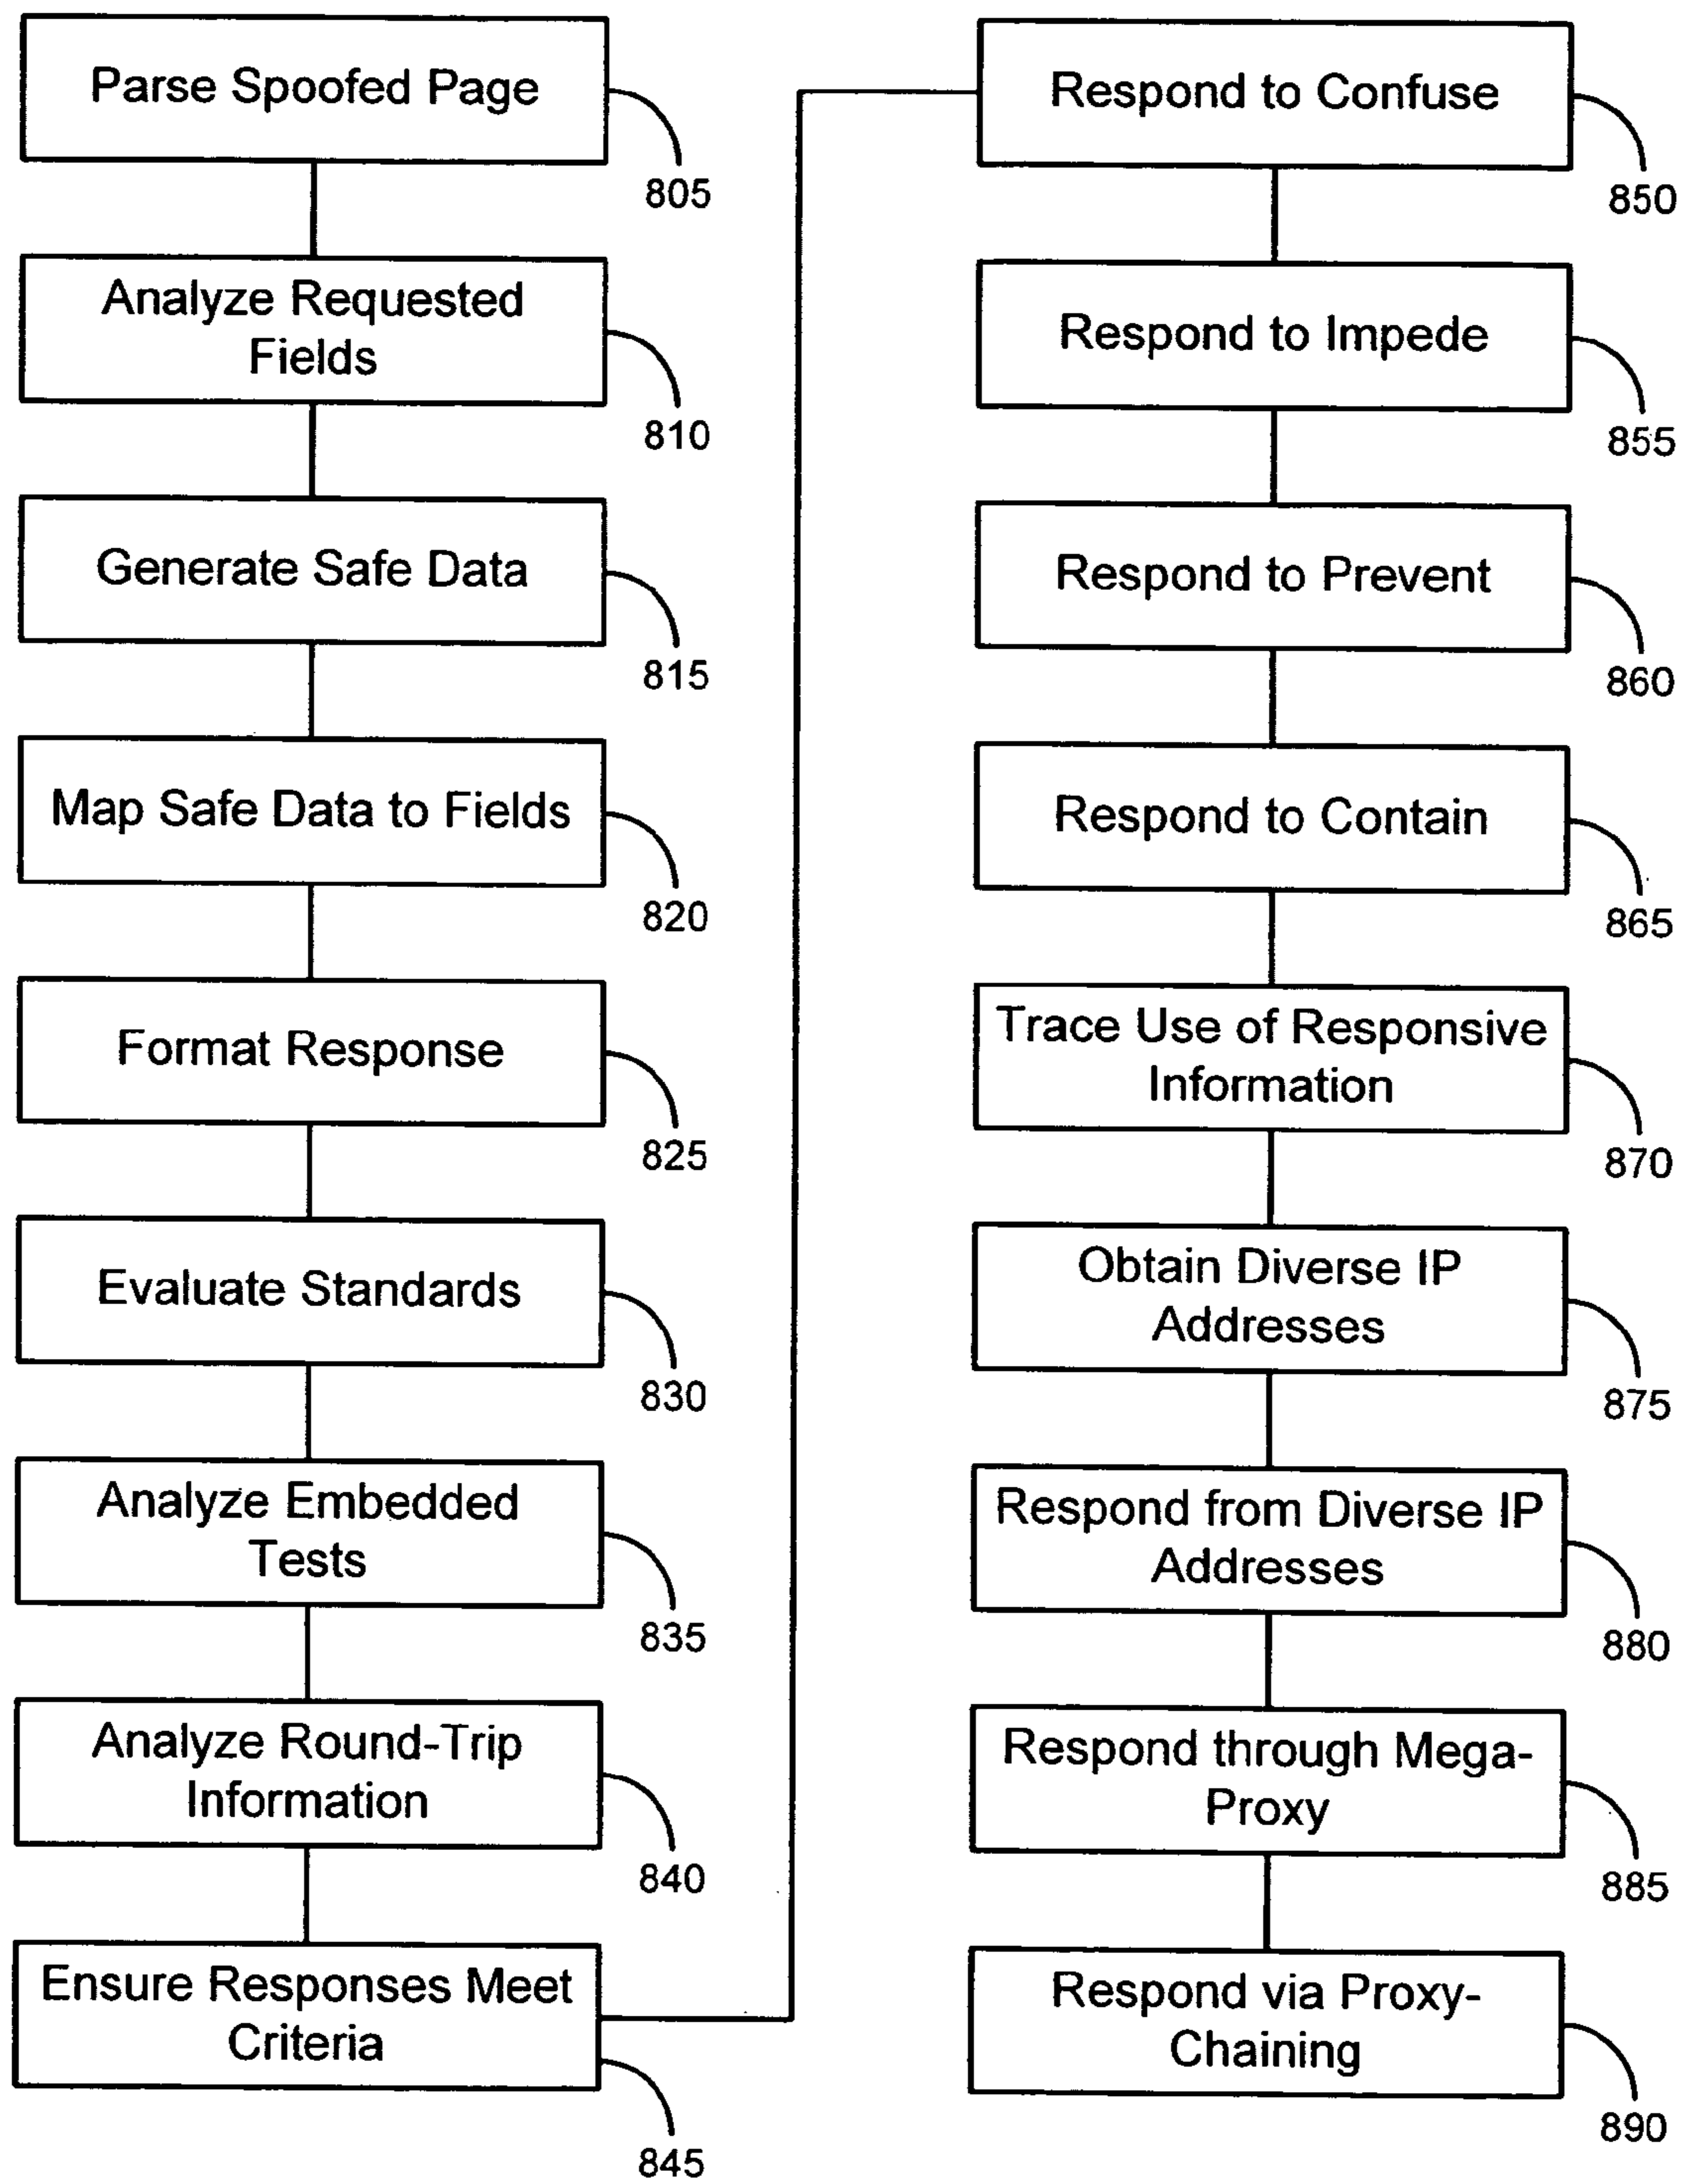 Parse Spoofed Page
805
Analyze Requested
Fields
810
Generate Safe Data
815
Map Safe Data to Fields
820
Format Response
825
Evaluate Standards
830
Analyze Embedded
Tests
835
Analyze Round-Trip
Information
840
Ensure Responses Meet
Criteria
845
Respond to Confuse
850
Respond to Impede
855
Respond to Prevent
860
Respond to Contain
865
Trace Use of Responsive
Information
870
Obtain Diverse IP
Addresses
875
Respond from Diverse IP
Addresses
880
Respond through Mega-
Proxy
885
Respond via Proxy-
Chaining
890